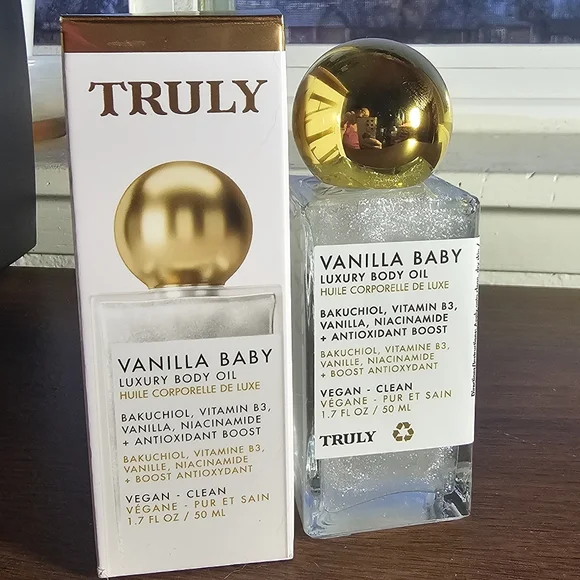 TRULY
VANILLA BABY
LUXURY BODY OIL
HUILE CORPORELLE DE LUXE
BAKUCHIOL, VITAMIN B3,
VANILLA, NIACINAMIDE
+ ANTIOXIDANT BOOST
BAKUCHIOL, VITAMINE B3,
VANILLE, NIACINAMIDE
+ BOOST ANTIOXYDANT
VEGAN - CLEAN
VÉGANE - PUR ET SAIN
1.7 FL OZ / 50 ML
VANILLA BABY
LUXURY BODY OIL
HUILE CORPORELLE DE LUXE
BAKUCHIOL, VITAMIN B3,
VANILLA, NIACINAMIDE
+ ANTIOXIDANT BOOST
BAKUCHIOL, VITAMINE B3,
VANILLE, NIACINAMIDE
+ BOOST ANTIOXYDANT
VEGAN - CLEAN
VÉGANE - PUR ET SAIN
1.7 FL OZ / 50 ML
TRULY